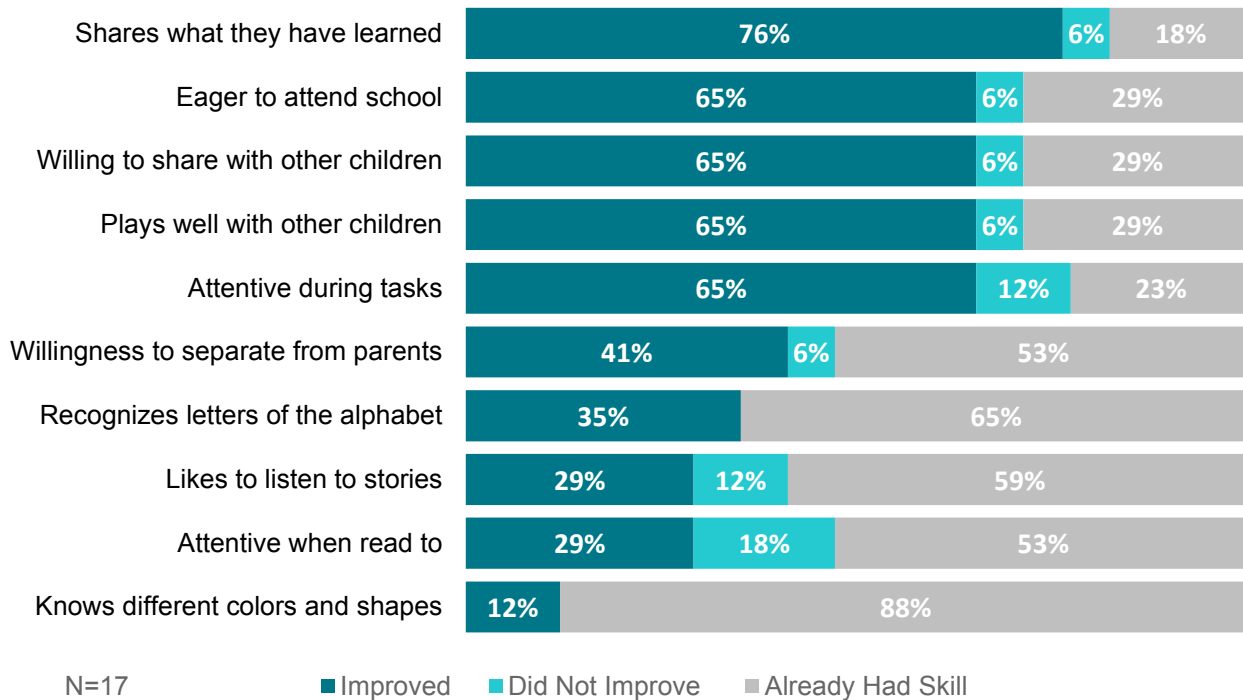 Shares what they have learned 76% 6% 18%
Eager to attend school 65% 6% 29%
Willing to share with other children 65% 6% 29%
Plays well with other children 65% 6% 29%
Attentive during tasks 65% 12% 23%
Willingness to separate from parents 41% 6% 53%
Recognizes letters of the alphabet 35% 65%
Likes to listen to stories 29% 12% 59%
Attentive when read to 29% 18% 53%
Knows different colors and shapes 12% 88%
N=17 Improved Did Not Improve Already Had Skill